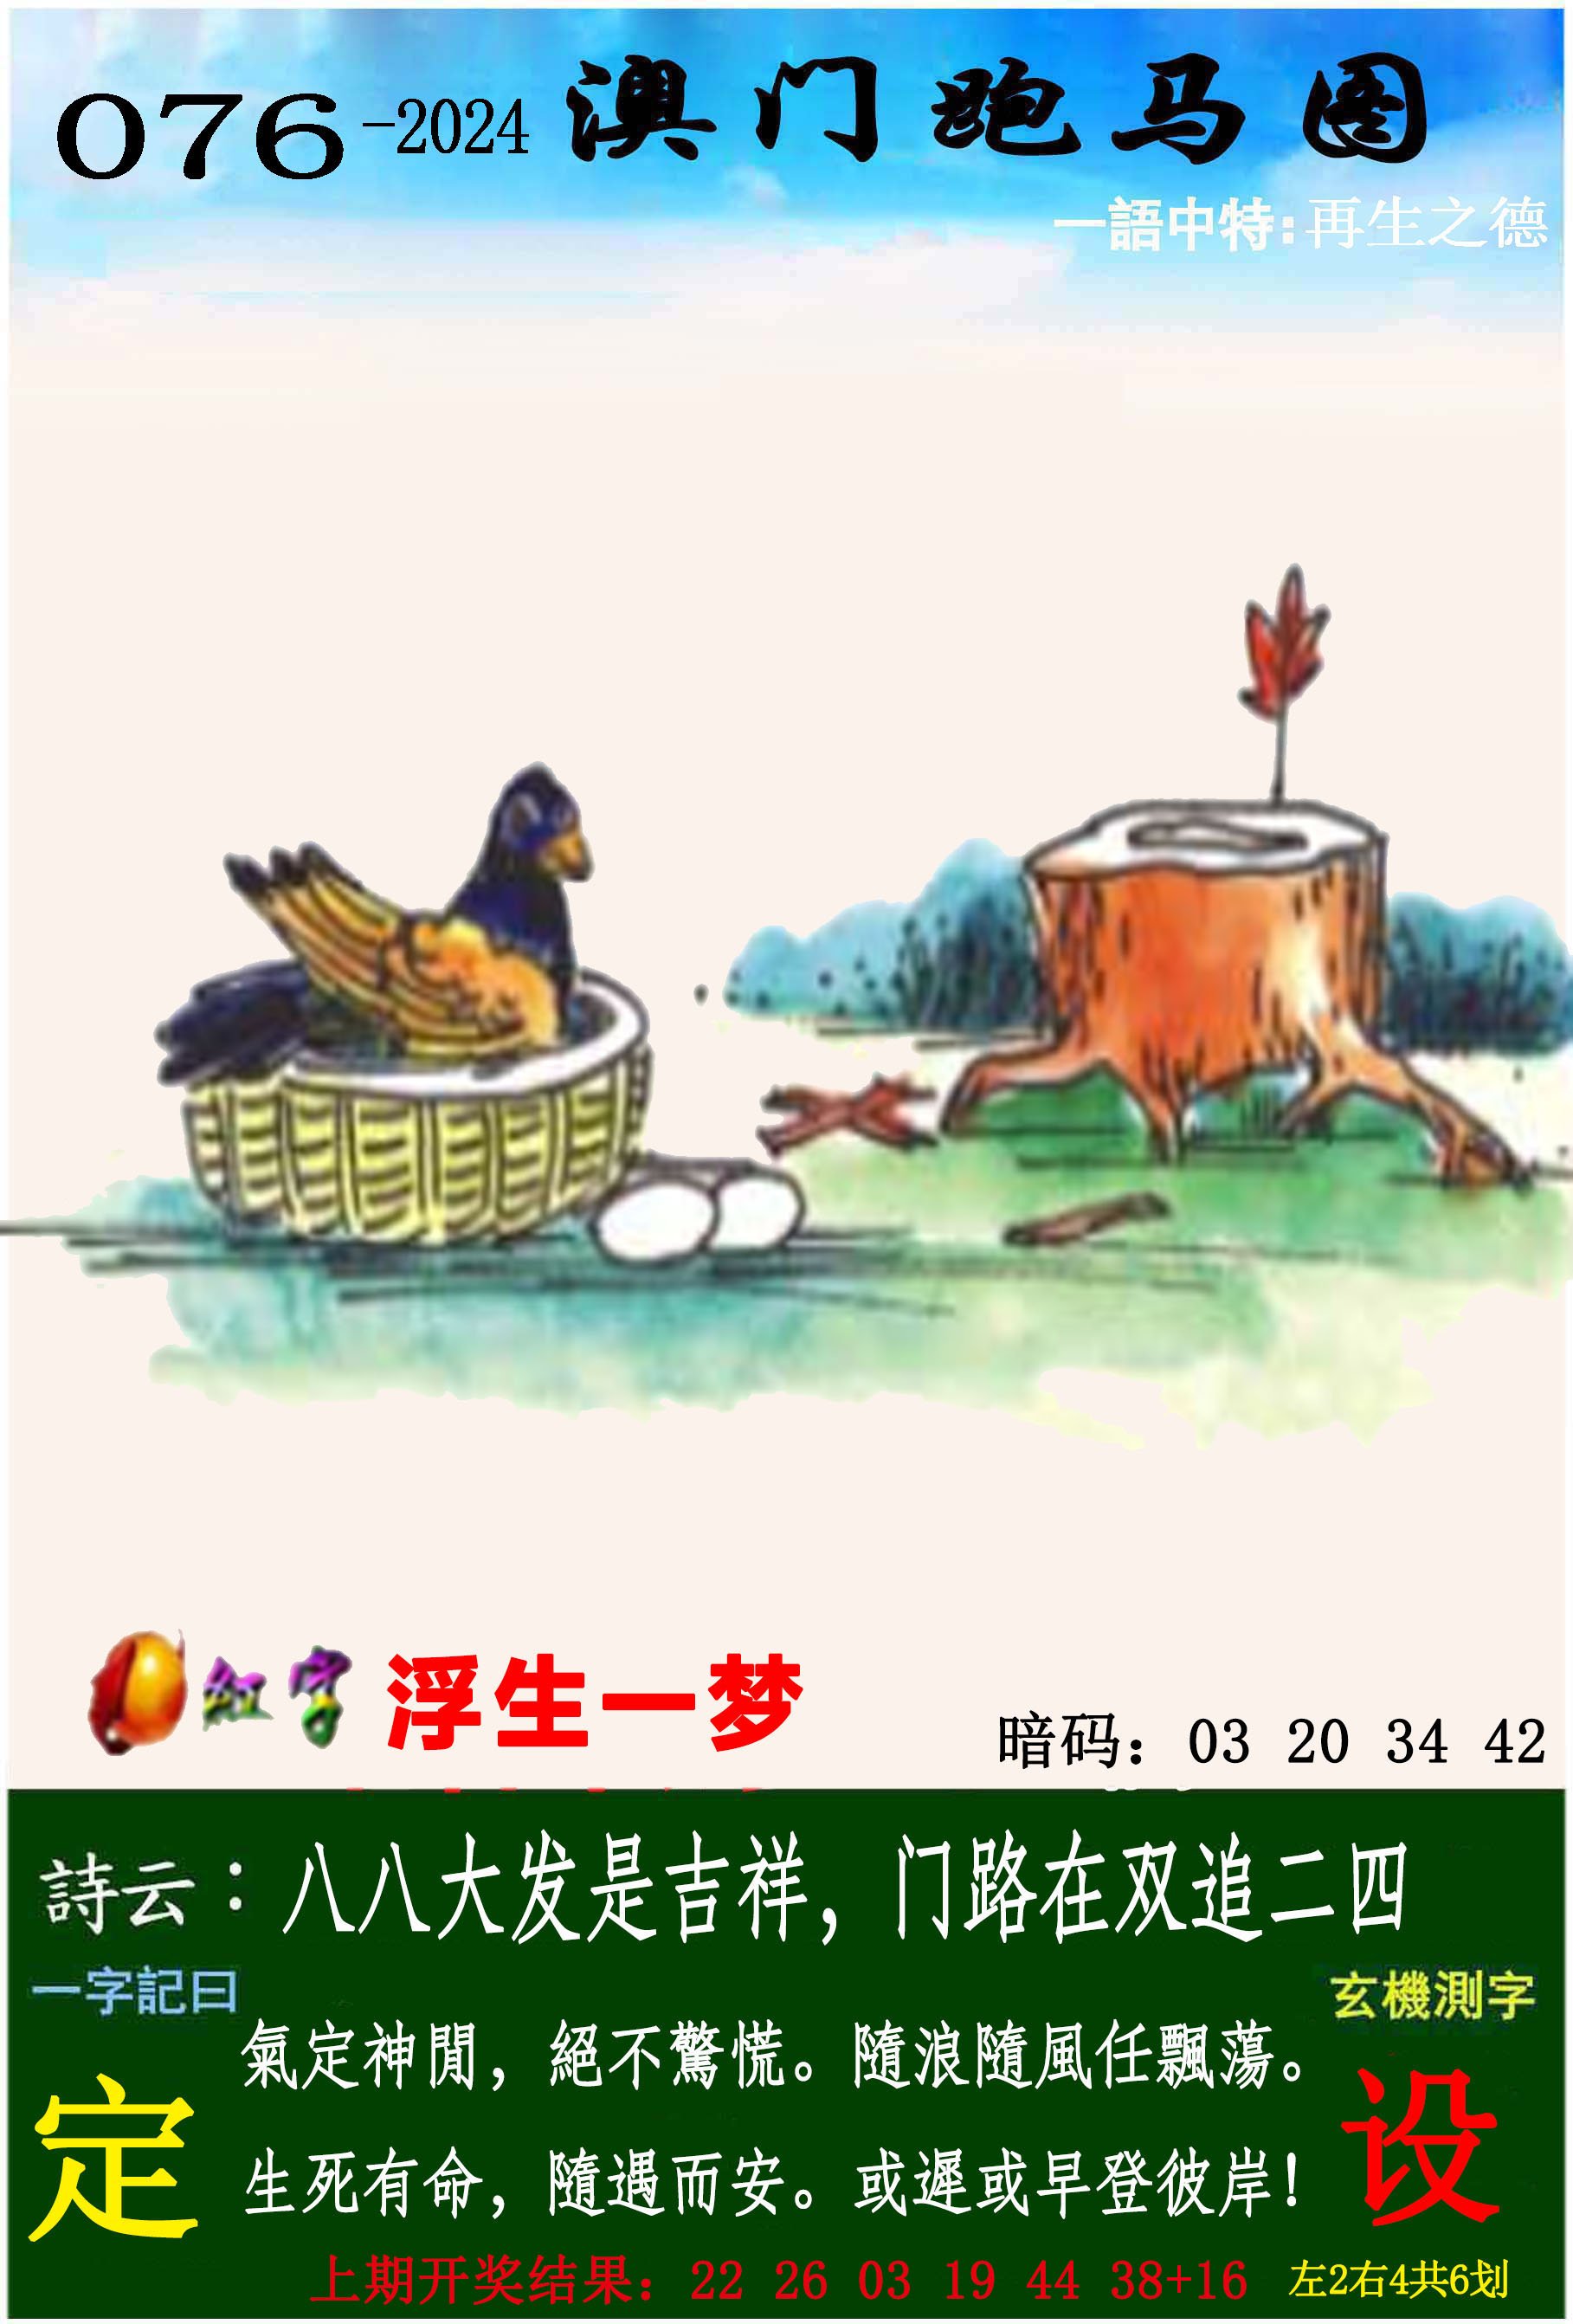 076-2024 澳门跑马图
一語中特:再生之德
红字 浮生一梦
暗码：03 20 34 42
詩云：八八大发是吉祥，门路在双追二四
一字記曰
玄機測字
氣定神閒，絕不驚慌。隨浪隨風任飄蕩。
定
设
生死有命，隨遇而安。或遲或早登彼岸！
上期开奖结果：22 26 03 19 44 38+16
左2右4共6划